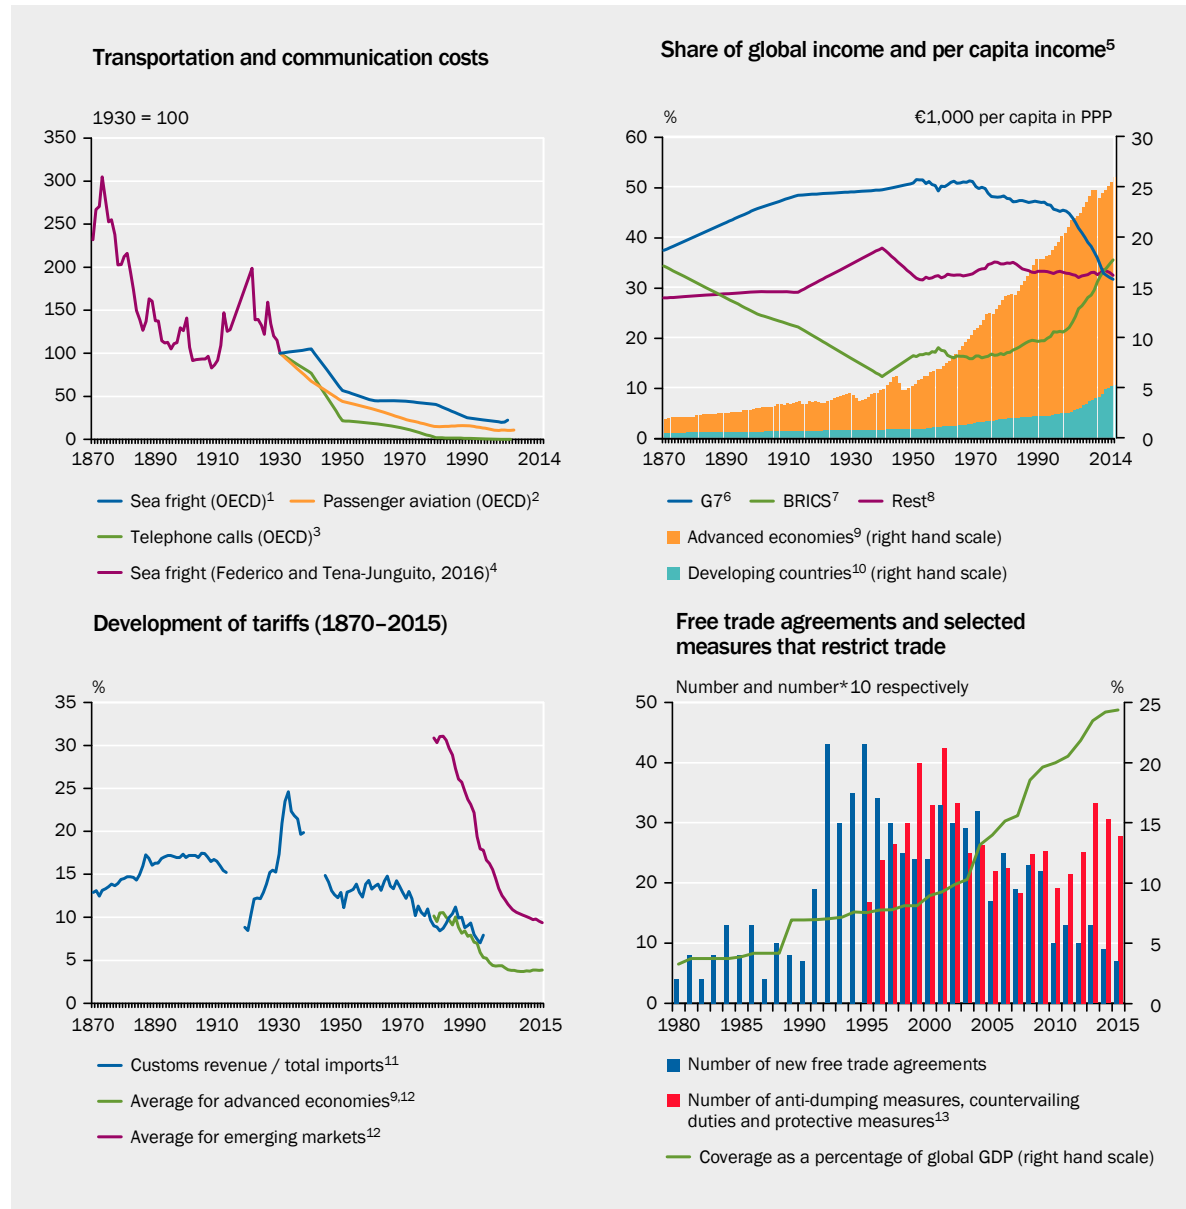 Transportation and communication costs
1930 = 100
350
300
250
200
150
100
50
0
1870 1890 1910 1930 1950 1970 1990 2014
Sea fright (OECD)1 Passenger aviation (OECD)2
Telephone calls (OECD)3
Sea fright (Federico and Tena-Junguito, 2016)4
Share of global income and per capita income5
% €1,000 per capita in PPP
60 30
50 25
40 20
30 15
20 10
10 5
0 0
1870 1890 1910 1930 1950 1970 1990 2014
G76 BRICS7 Rest8
Advanced economies9 (right hand scale)
Developing countries10 (right hand scale)
Development of tariffs (1870–2015)
%
35
30
25
20
15
10
5
0
1870 1890 1910 1930 1950 1970 1990 2015
Customs revenue / total imports11
Average for advanced economies9,12
Average for emerging markets12
Free trade agreements and selected
measures that restrict trade
Number and number*10 respectively %
50 25
40 20
30 15
20 10
10 5
0 0
1980 1985 1990 1995 2000 2005 2010 2015
Number of new free trade agreements
Number of anti-dumping measures, countervailing
duties and protective measures13
Coverage as a percentage of global GDP (right hand scale)